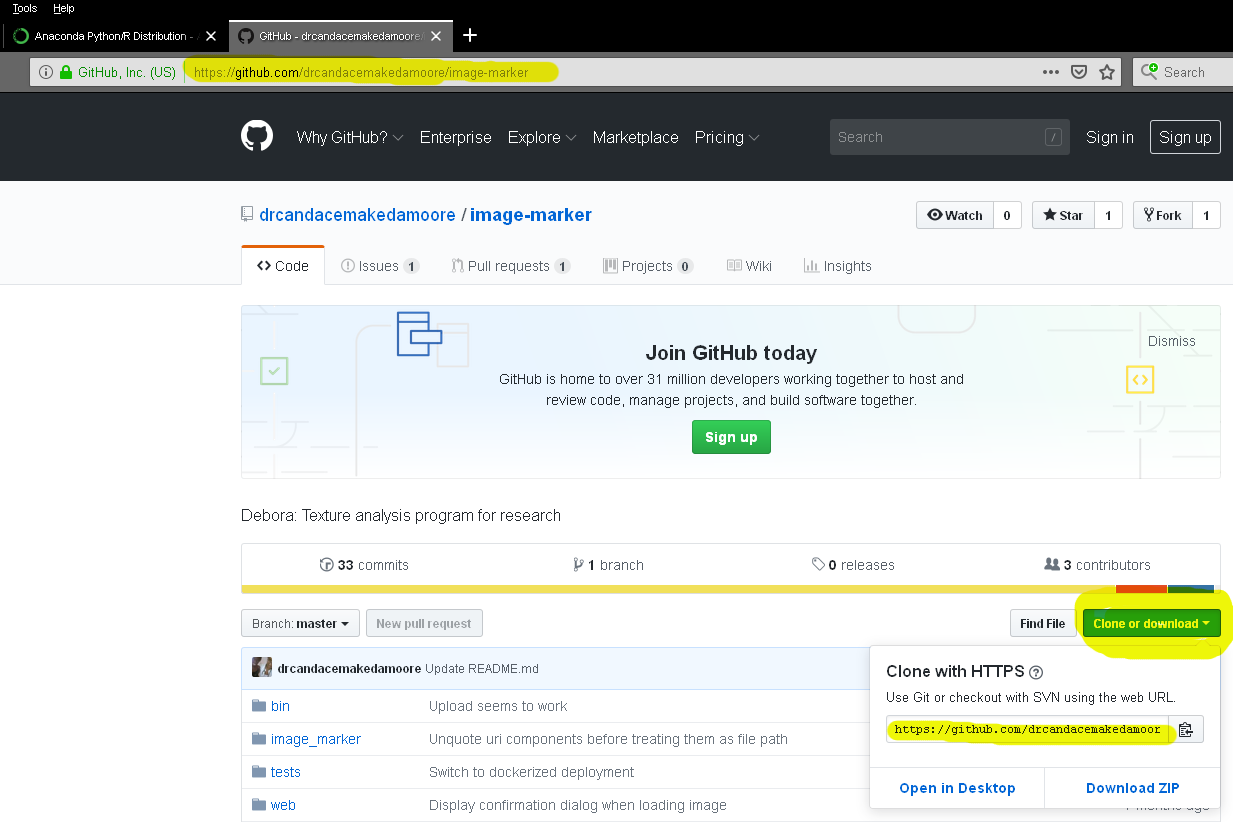 Tools Help
Anaconda Python/R Distribution - GitHub - drcandacemakedamoore/
GitHub, Inc. (US) https://github.com/drcandacemakedamoore/image-marker Search
Why GitHub? Enterprise Explore Marketplace Pricing Search / Sign in Sign up
drcandacemakedamoore / image-marker Watch 0 Star 1 Fork 1
Code Issues 1 Pull requests 1 Projects 0 Wiki Insights
Join GitHub today
Dismiss
GitHub is home to over 31 million developers working together to host and
review code, manage projects, and build software together.
Sign up
Debora: Texture analysis program for research
33 commits 1 branch 0 releases 3 contributors
Branch: master New pull request Find File Clone or download
drcandacemakedamoore Update README.md
bin Upload seems to work
image_marker Unquote uri components before treating them as file path
tests Switch to dockerized deployment
web Display confirmation dialog when loading image
Clone with HTTPS ?
Use Git or checkout with SVN using the web URL.
https://github.com/drcandacemakedamoor
Open in Desktop Download ZIP
months ago